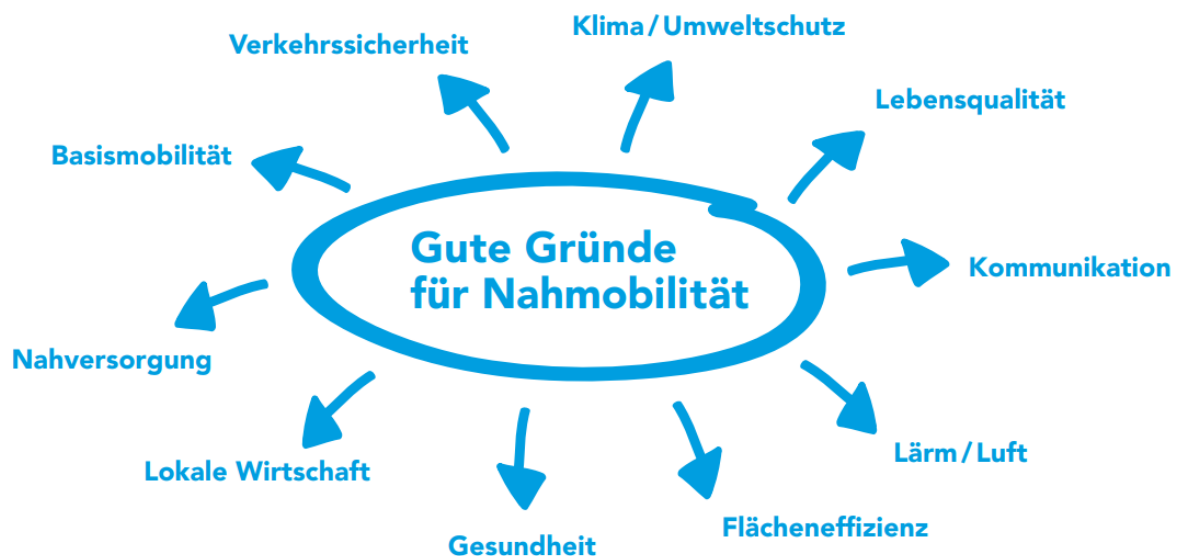 Klima / Umweltschutz
Verkehrssicherheit
Lebensqualität
Basismobilität
Gute Gründe
für Nahmobilität
Kommunikation
Nahversorgung
Lärm / Luft
Lokale Wirtschaft
Flächeneffizienz
Gesundheit